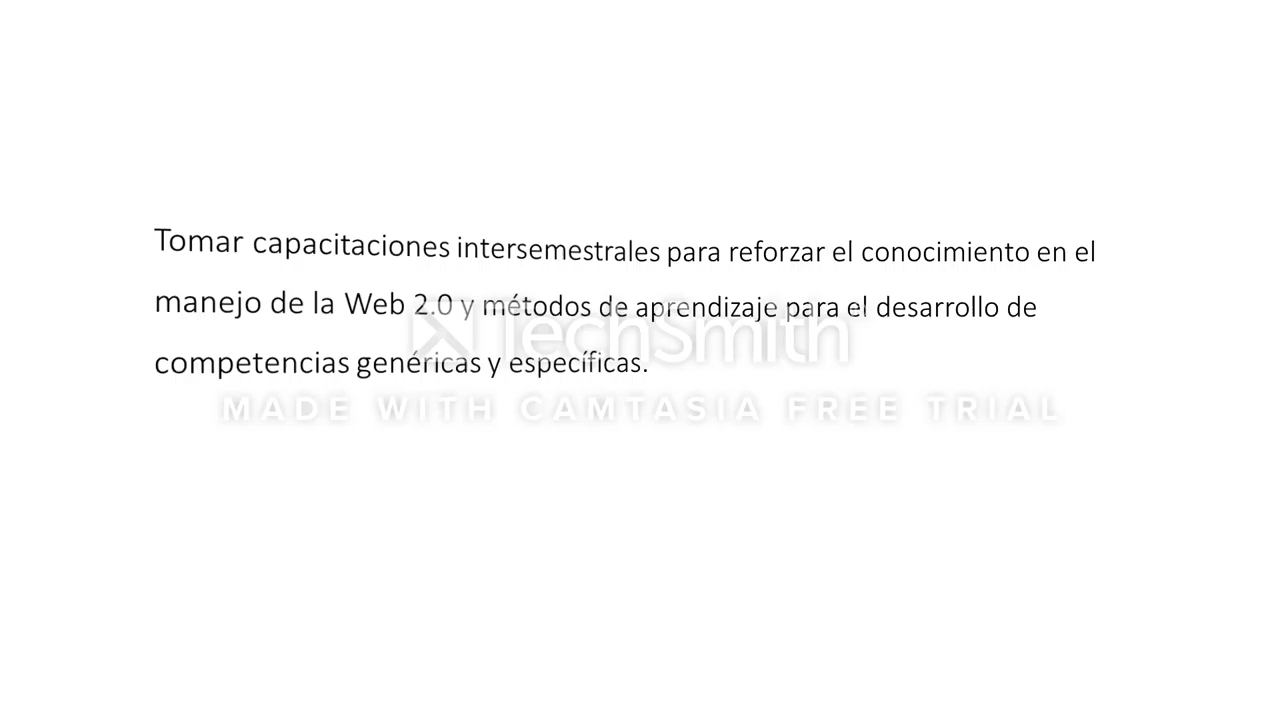 Tomar capacitaciones intersemestrales para reforzar el conocimiento en el
manejo de la Web 2.0 y métodos de aprendizaje para el desarrollo de
TechSmith
competencias genéricas y específicas.
MADE WITH CAMTASIA FREE TRIAL